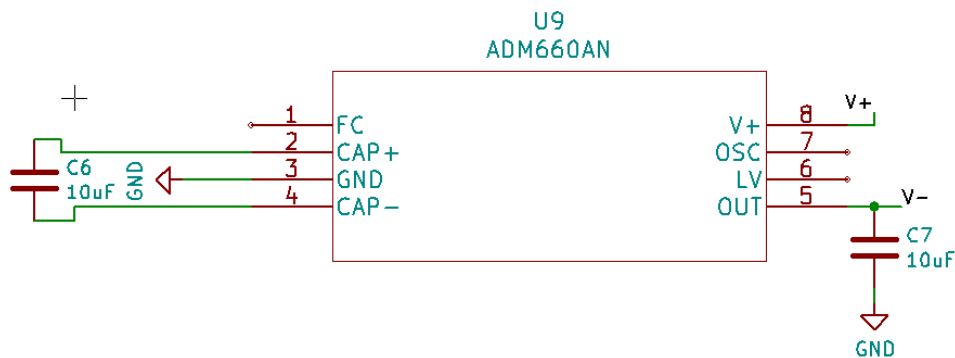 U9
ADM660AN
1 FC
2 CAP+
3 GND
4 CAP-
V+ 8 V+
OSC 7
LV 6
OUT 5 V-
C6
10uF
GND
C7
10uF
GND